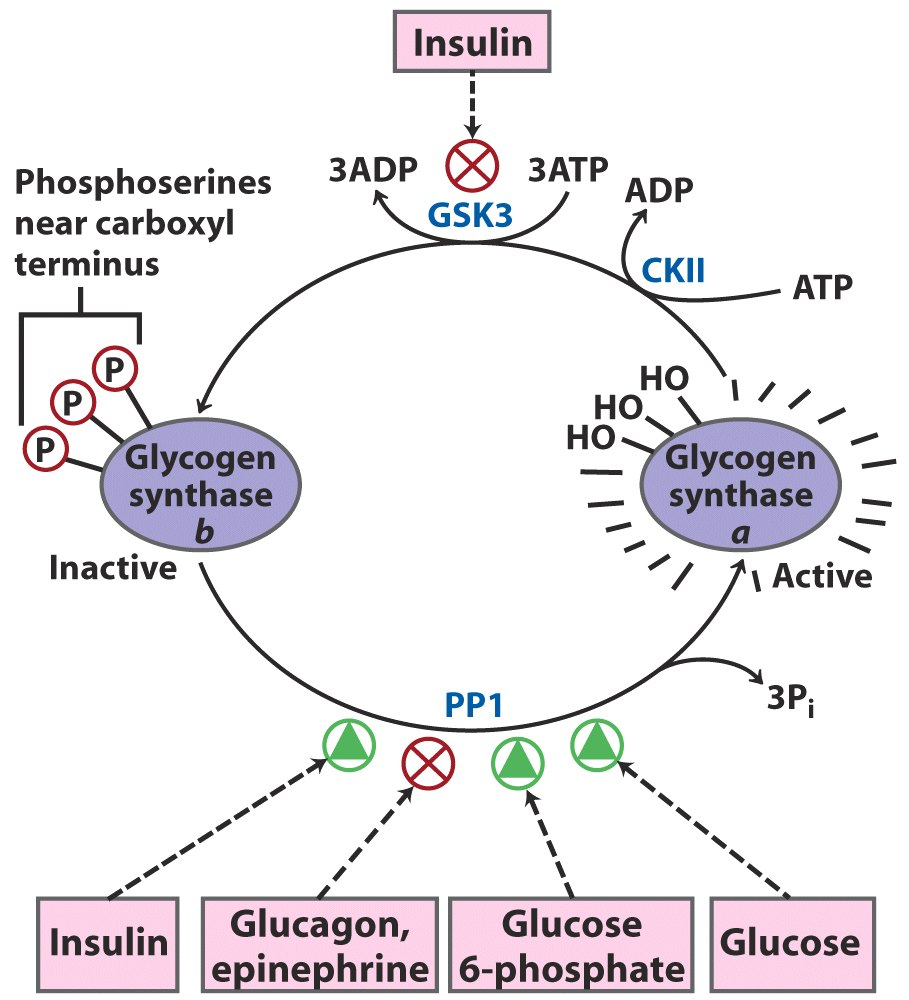 Insulin
3ADP
3ATP
GSK3
ADP
CKII
ATP
Phosphoserines
near carboxyl
terminus
P
P
P
HO
HO
HO
Glycogen
synthase
b
Inactive
Glycogen
synthase
a
Active
PP1
3Pi
Insulin
Glucagon,
epinephrine
Glucose
6-phosphate
Glucose